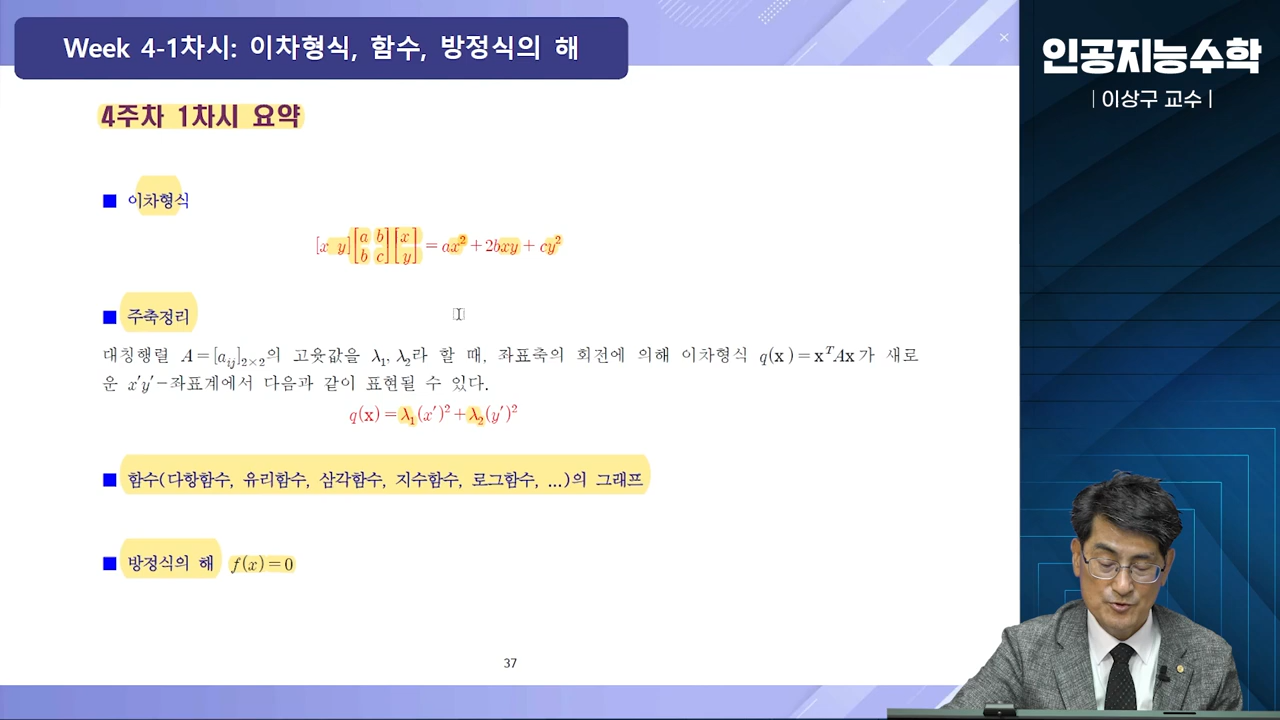 Week 4-1차시: 이차형식, 함수, 방정식의 해
인공지능수학
| 이상구 교수 |
4주차 1차시 요약
■ 이차형식
[x y][a b; b c][x; y] = ax² + 2bxy + cy²
■ 주축정리
대칭행렬 A = [a_ij]_2×2의 고윳값을 λ₁, λ₂라 할 때, 좌표축의 회전에 의해 이차형식 q(x) = xᵀAx가 새로
운 x′y′−좌표계에서 다음과 같이 표현될 수 있다.
q(x) = λ₁(x′)² + λ₂(y′)²
■ 함수(다항함수, 유리함수, 삼각함수, 지수함수, 로그함수, ...)의 그래프
■ 방정식의 해 f(x) = 0
37